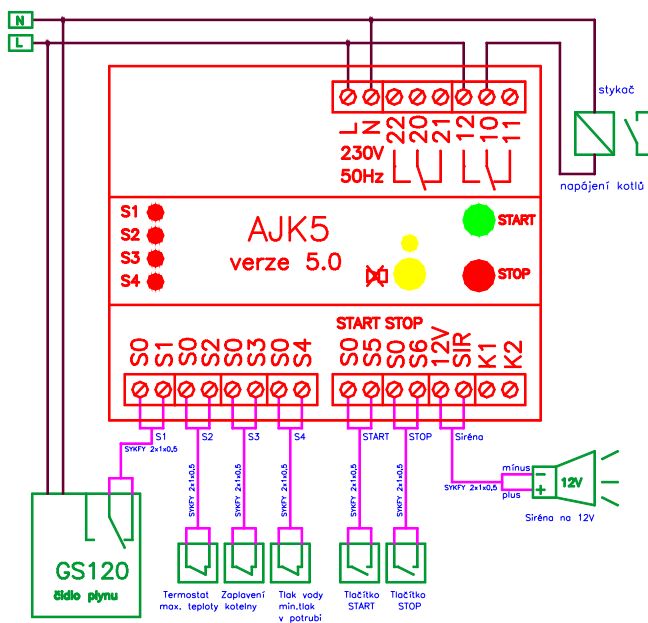 N
L
stykač
napájení kotlů
L N 22 20 21 12 10 11
230V
50Hz
S1
S2
S3
S4
AJK5
verze 5.0
START
STOP
START STOP
S0 S1 S0 S2 S0 S3 S0 S4 S0 S5 S0 S6 12V SIR K1 K2
S1 S2 S3 S4 START STOP Siréna
SYKFY 2x1x0,5
SYKFY 2x1x0,5
SYKFY 2x1x0,5
SYKFY 2x1x0,5
SYKFY 2x1x0,5
SYKFY 2x1x0,5
SYKFY 2x1x0,5
mínus
plus
- +
12V
Siréna na 12V
GS120
čidlo plynu
Termostat
max. teploty
Zaplavení
kotelny
Tlak vody
min.tlak
v potrubí
Tlačítko
START
Tlačítko
STOP